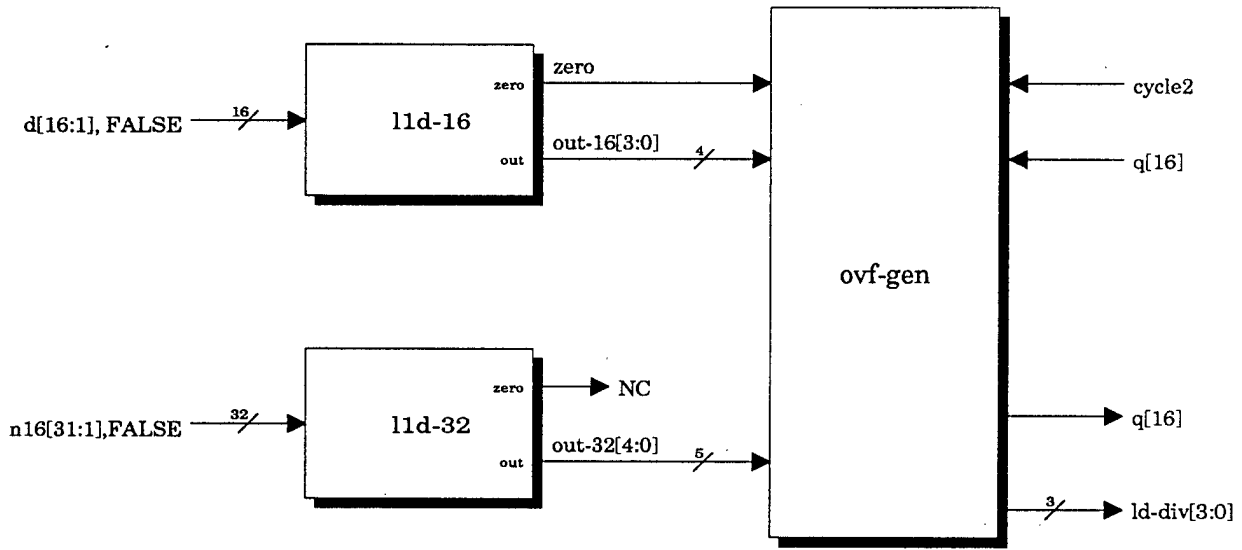 zero
cycle2
zero
16
d[16:1], FALSE
l1d-16
out-16[3:0]
4
q[16]
out
ovf-gen
zero
NC
32
n16[31:1],FALSE
l1d-32
q[16]
out-32[4:0]
5
out
3
ld-div[3:0]